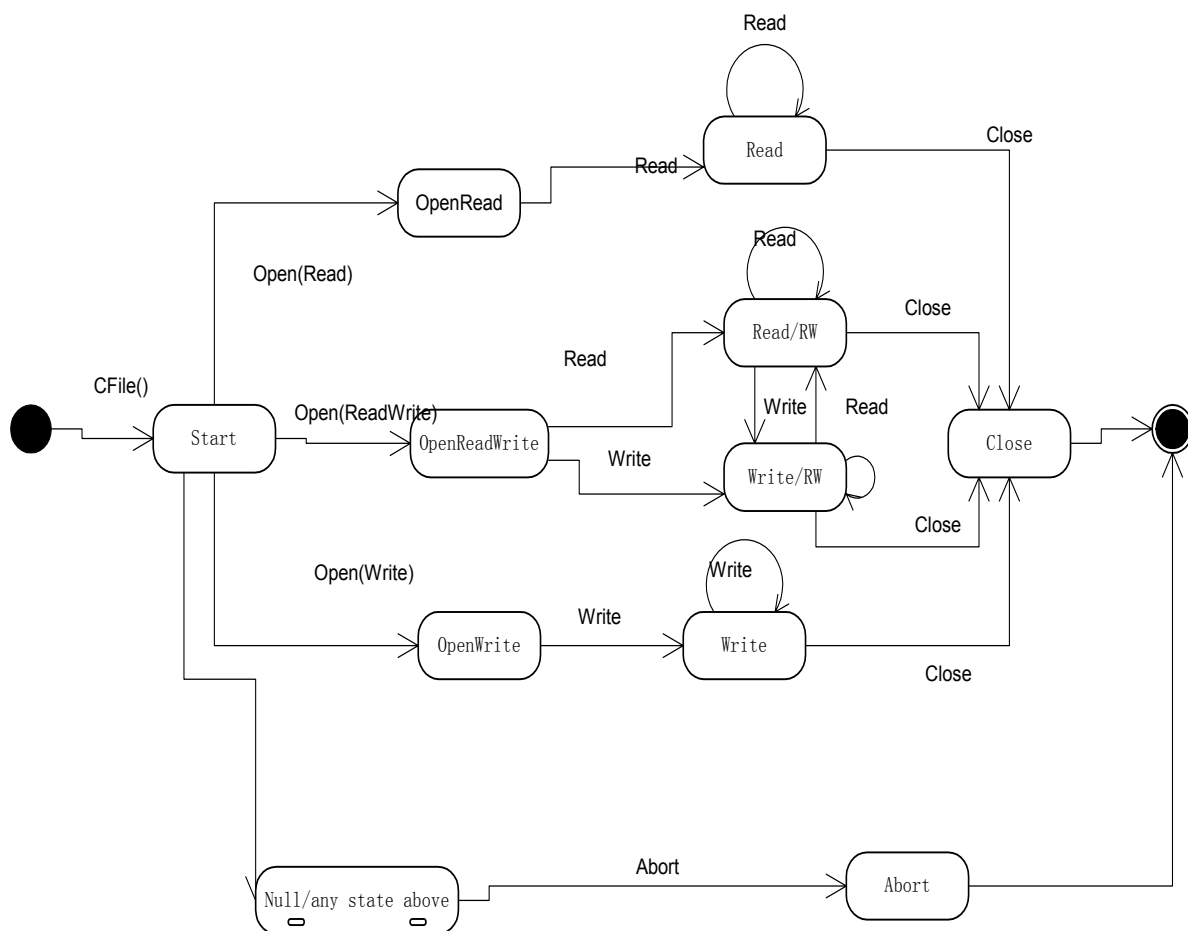 Read
Read
Close
Read
OpenRead
Open(Read)
Read
Read/RW
Close
Read
CFile()
Write
Read
Start
Open(ReadWrite)
OpenReadWrite
Close
Write
Write/RW
Close
Open(Write)
Write
Write
OpenWrite
Write
Close
Abort
Null/any state above
Abort